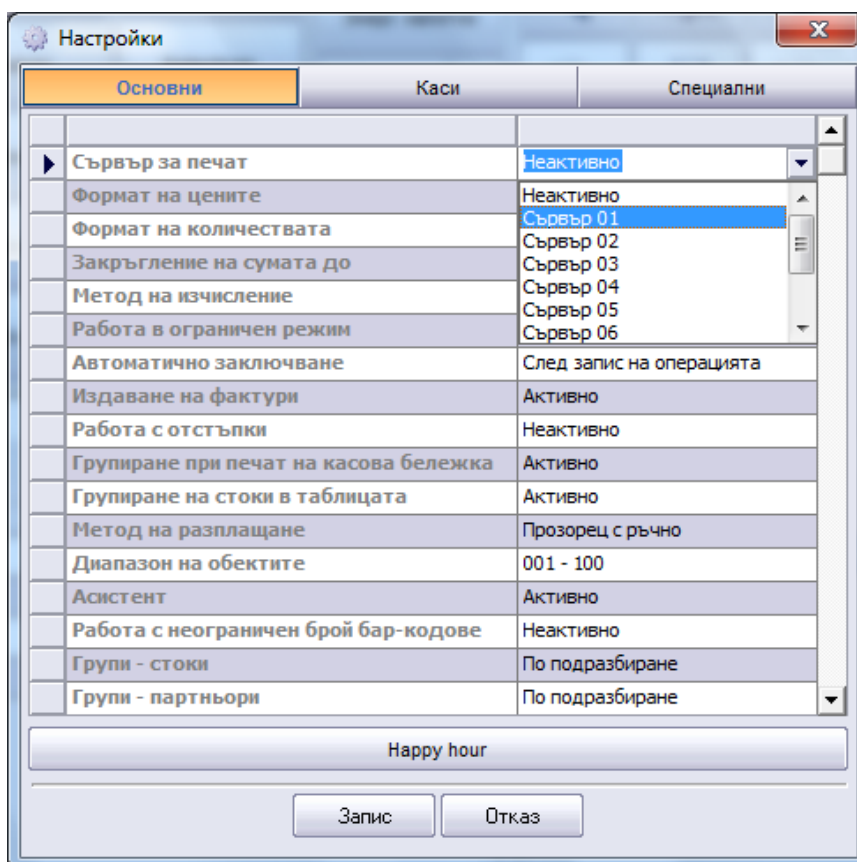 Настройки
Основни Каси Специални
Сървър за печат Неактивно
Формат на цените Неактивно
Сървър 01
Формат на количествата Сървър 02
Закръгление на сумата до Сървър 03
Метод на изчисление Сървър 04
Сървър 05
Работа в ограничен режим Сървър 06
Автоматично заключване След запис на операцията
Издаване на фактури Активно
Работа с отстъпки Неактивно
Групиране при печат на касова бележка Активно
Групиране на стоки в таблицата Активно
Метод на разплащане Прозорец с ръчно
Диапазон на обектите 001 - 100
Асистент Активно
Работа с неограничен брой бар-кодове Неактивно
Групи - стоки По подразбиране
Групи - партньори По подразбиране
Happy hour
Запис Отказ